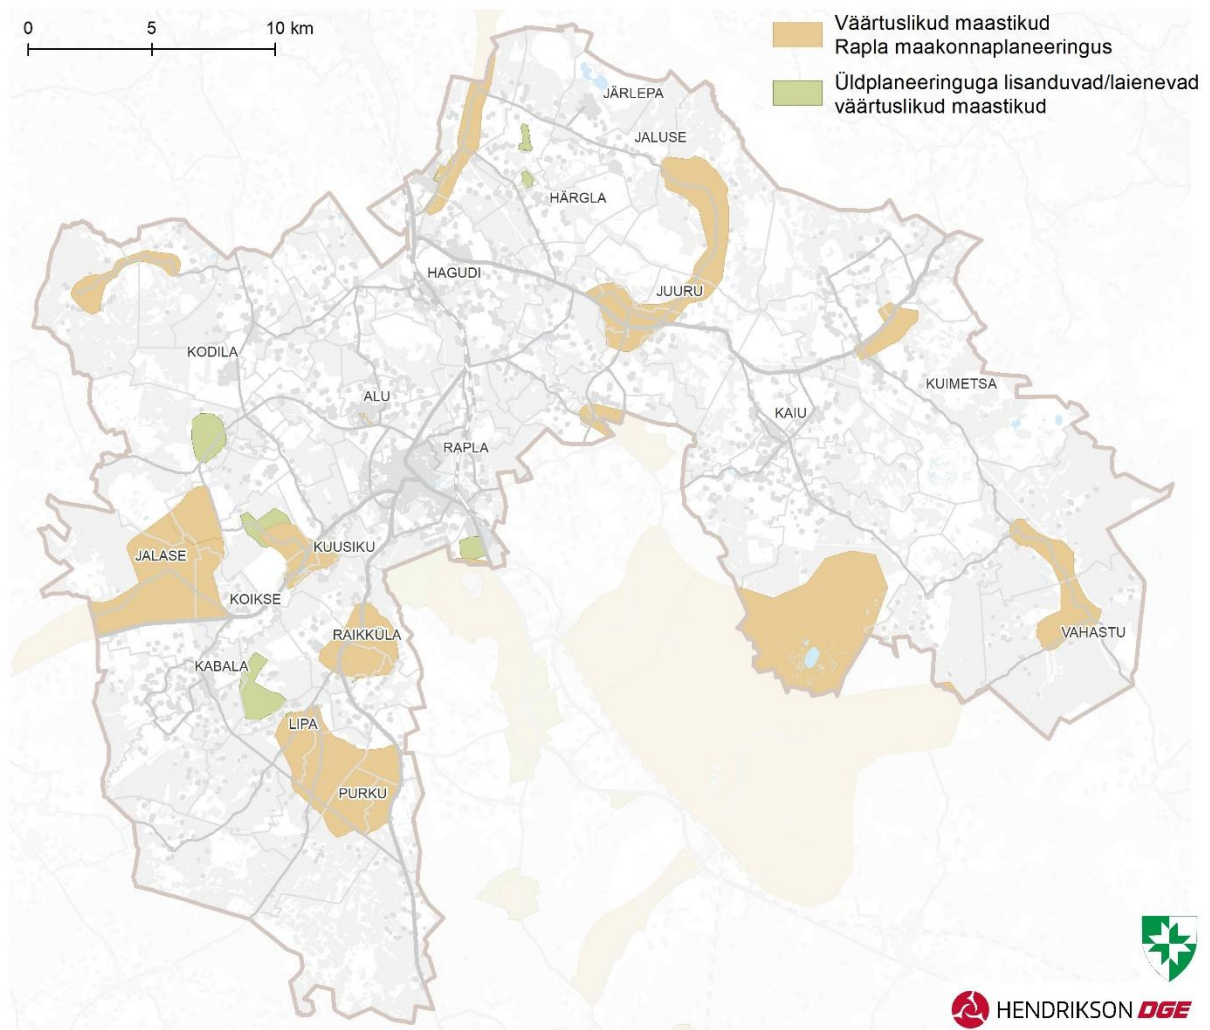 0 5 10 km
Väärtuslikud maastikud
Rapla maakonnaplaneeringus
Üldplaneeringuga lisanduvad/laienevad
väärtuslikud maastikud
JÄRLEPA
JALUSE
HÄRGLA
HAGUDI
JUURU
KODILA
KUIMETSA
ALU
KAIU
RAPLA
KUUSIKU
JALASE
KOIKSE
RAIKKÜLA
VAHASTU
KABALA
LIPA
PURKU
HENDRIKSON DGE